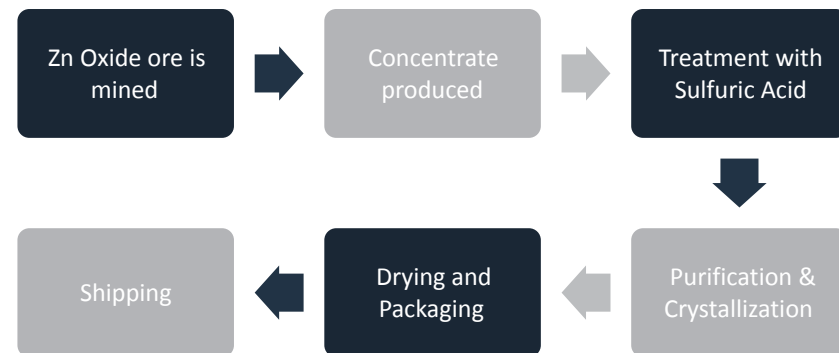 Zn Oxide ore is
mined
Concentrate
produced
Treatment with
Sulfuric Acid
Purification &
Crystallization
Drying and
Packaging
Shipping